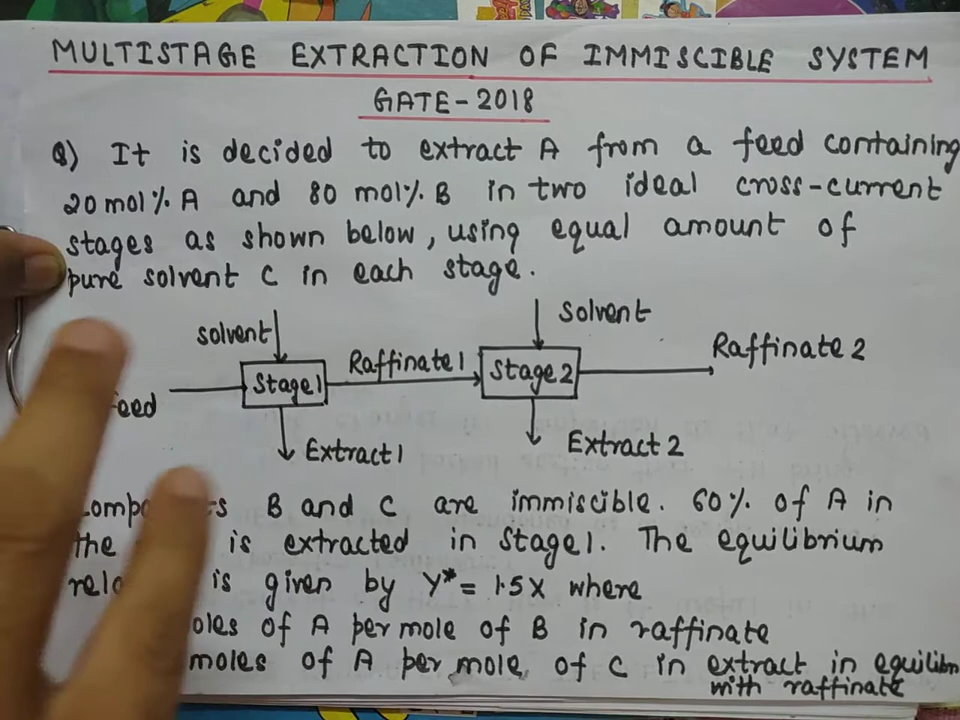 MULTISTAGE EXTRACTION OF IMMISCIBLE SYSTEM
GATE-2018
Q) It is decided to extract A from a feed containing
20 mol% A and 80 mol% B in two ideal cross-current
stages as shown below, using equal amount of
pure solvent C in each stage.
solvent
Solvent
Raffinate 1
Raffinate 2
Stage 1
Stage 2
feed
Extract 1
Extract 2
B and C are immiscible. 60% of A in
the is extracted in stage 1. The equilibrium
is given by Y* = 1.5X where
oles of A per mole of B in raffinate
moles of A per mole of C in extract in equilibm
with raffinate